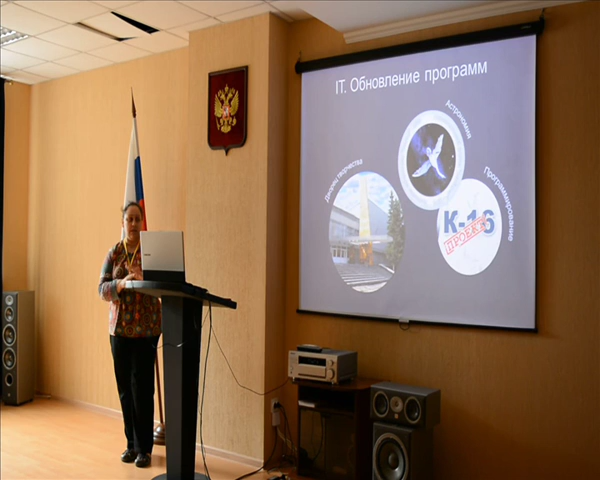 IT. Обновление программ
Астрономия
Дворец творчества
Программирование
К-16
ПРОЕКТ